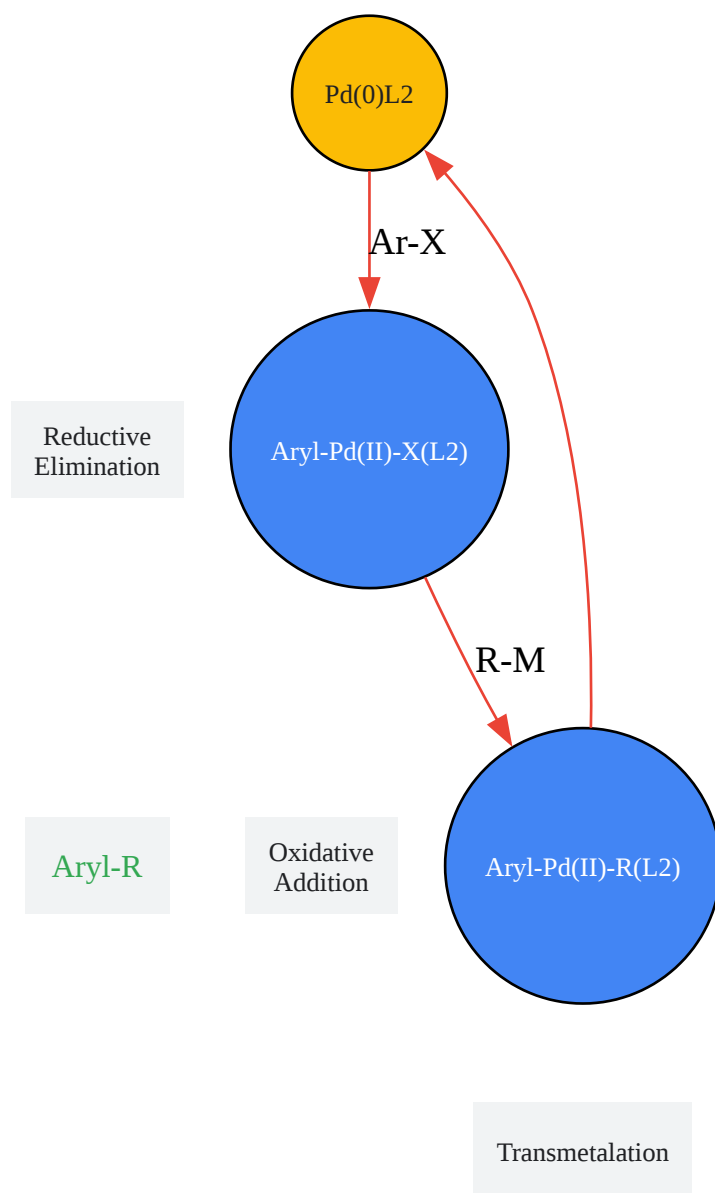 Pd(0)L2
Ar-X
Reductive
Elimination
Aryl-Pd(II)-X(L2)
R-M
Aryl-R
Oxidative
Addition
Aryl-Pd(II)-R(L2)
Transmetalation